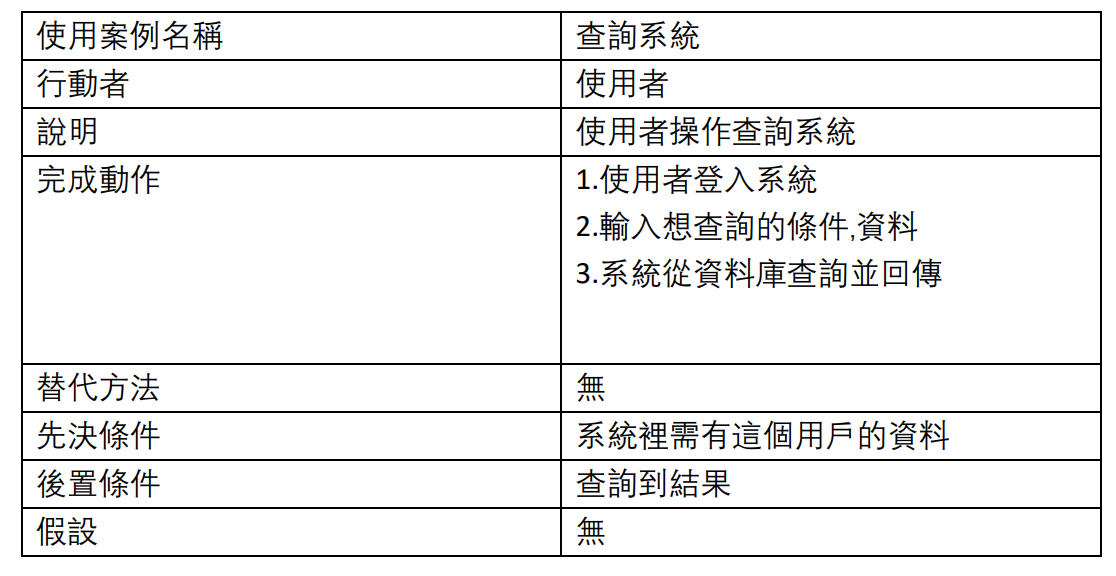 使用案例名稱 查詢系統
行動者 使用者
說明 使用者操作查詢系統
完成動作 1.使用者登入系統
2.輸入想查詢的條件,資料
3.系統從資料庫查詢並回傳
替代方法 無
先決條件 系統裡需有這個用戶的資料
後置條件 查詢到結果
假設 無